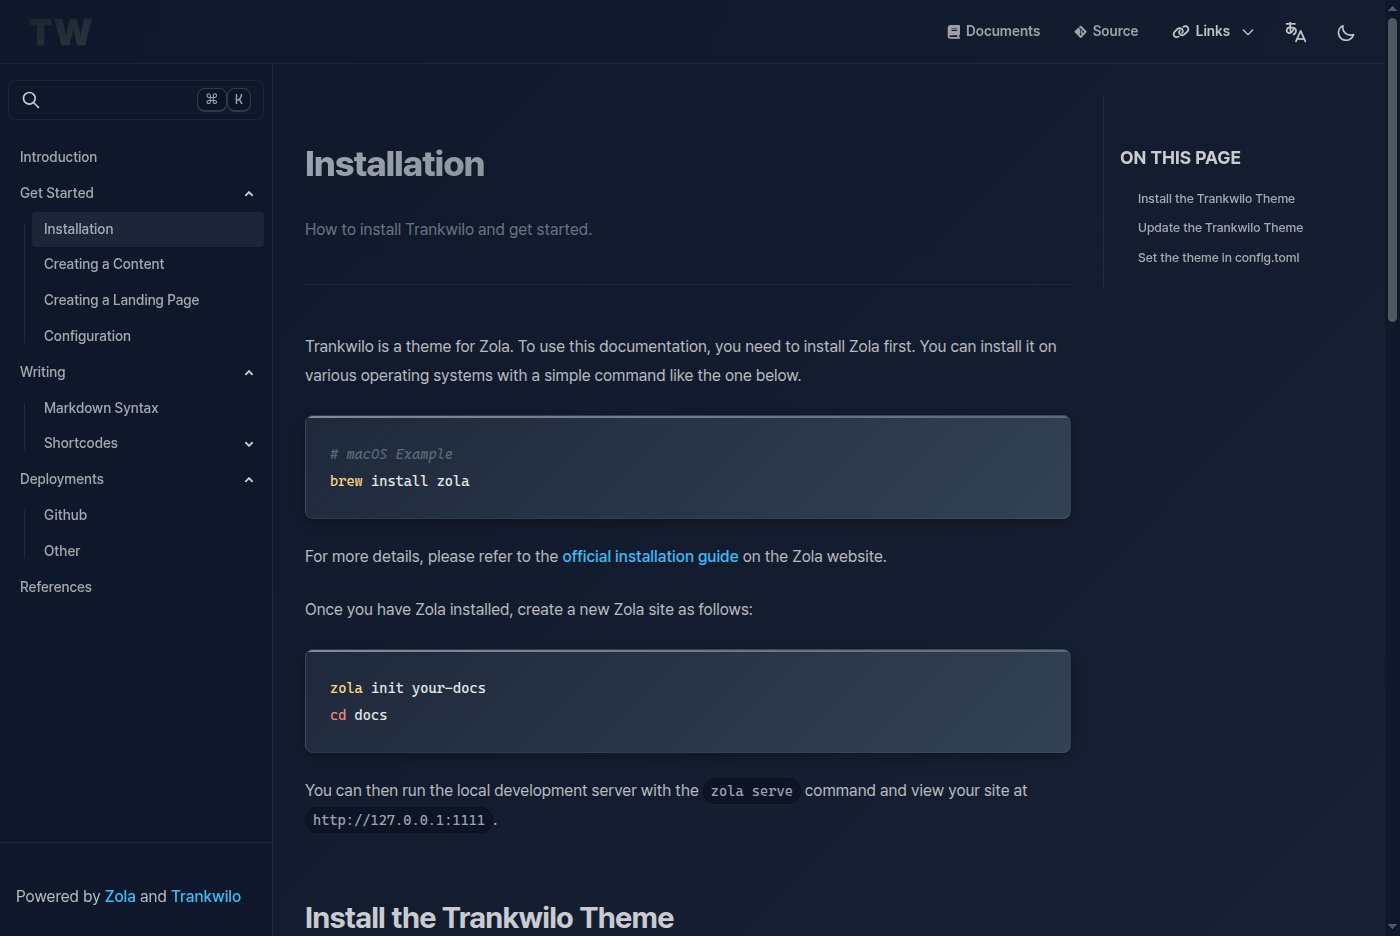 TW
Documents
Source
Links
⌘ K
Introduction
Get Started
Installation
Creating a Content
Creating a Landing Page
Configuration
Writing
Markdown Syntax
Shortcodes
Deployments
Github
Other
References
Powered by Zola and Trankwilo
Installation
How to install Trankwilo and get started.
Trankwilo is a theme for Zola. To use this documentation, you need to install Zola first. You can install it on
various operating systems with a simple command like the one below.
# macOS Example
brew install zola
For more details, please refer to the official installation guide on the Zola website.
Once you have Zola installed, create a new Zola site as follows:
zola init your-docs
cd docs
You can then run the local development server with the zola serve command and view your site at
http://127.0.0.1:1111 .
Install the Trankwilo Theme
ON THIS PAGE
Install the Trankwilo Theme
Update the Trankwilo Theme
Set the theme in config.toml